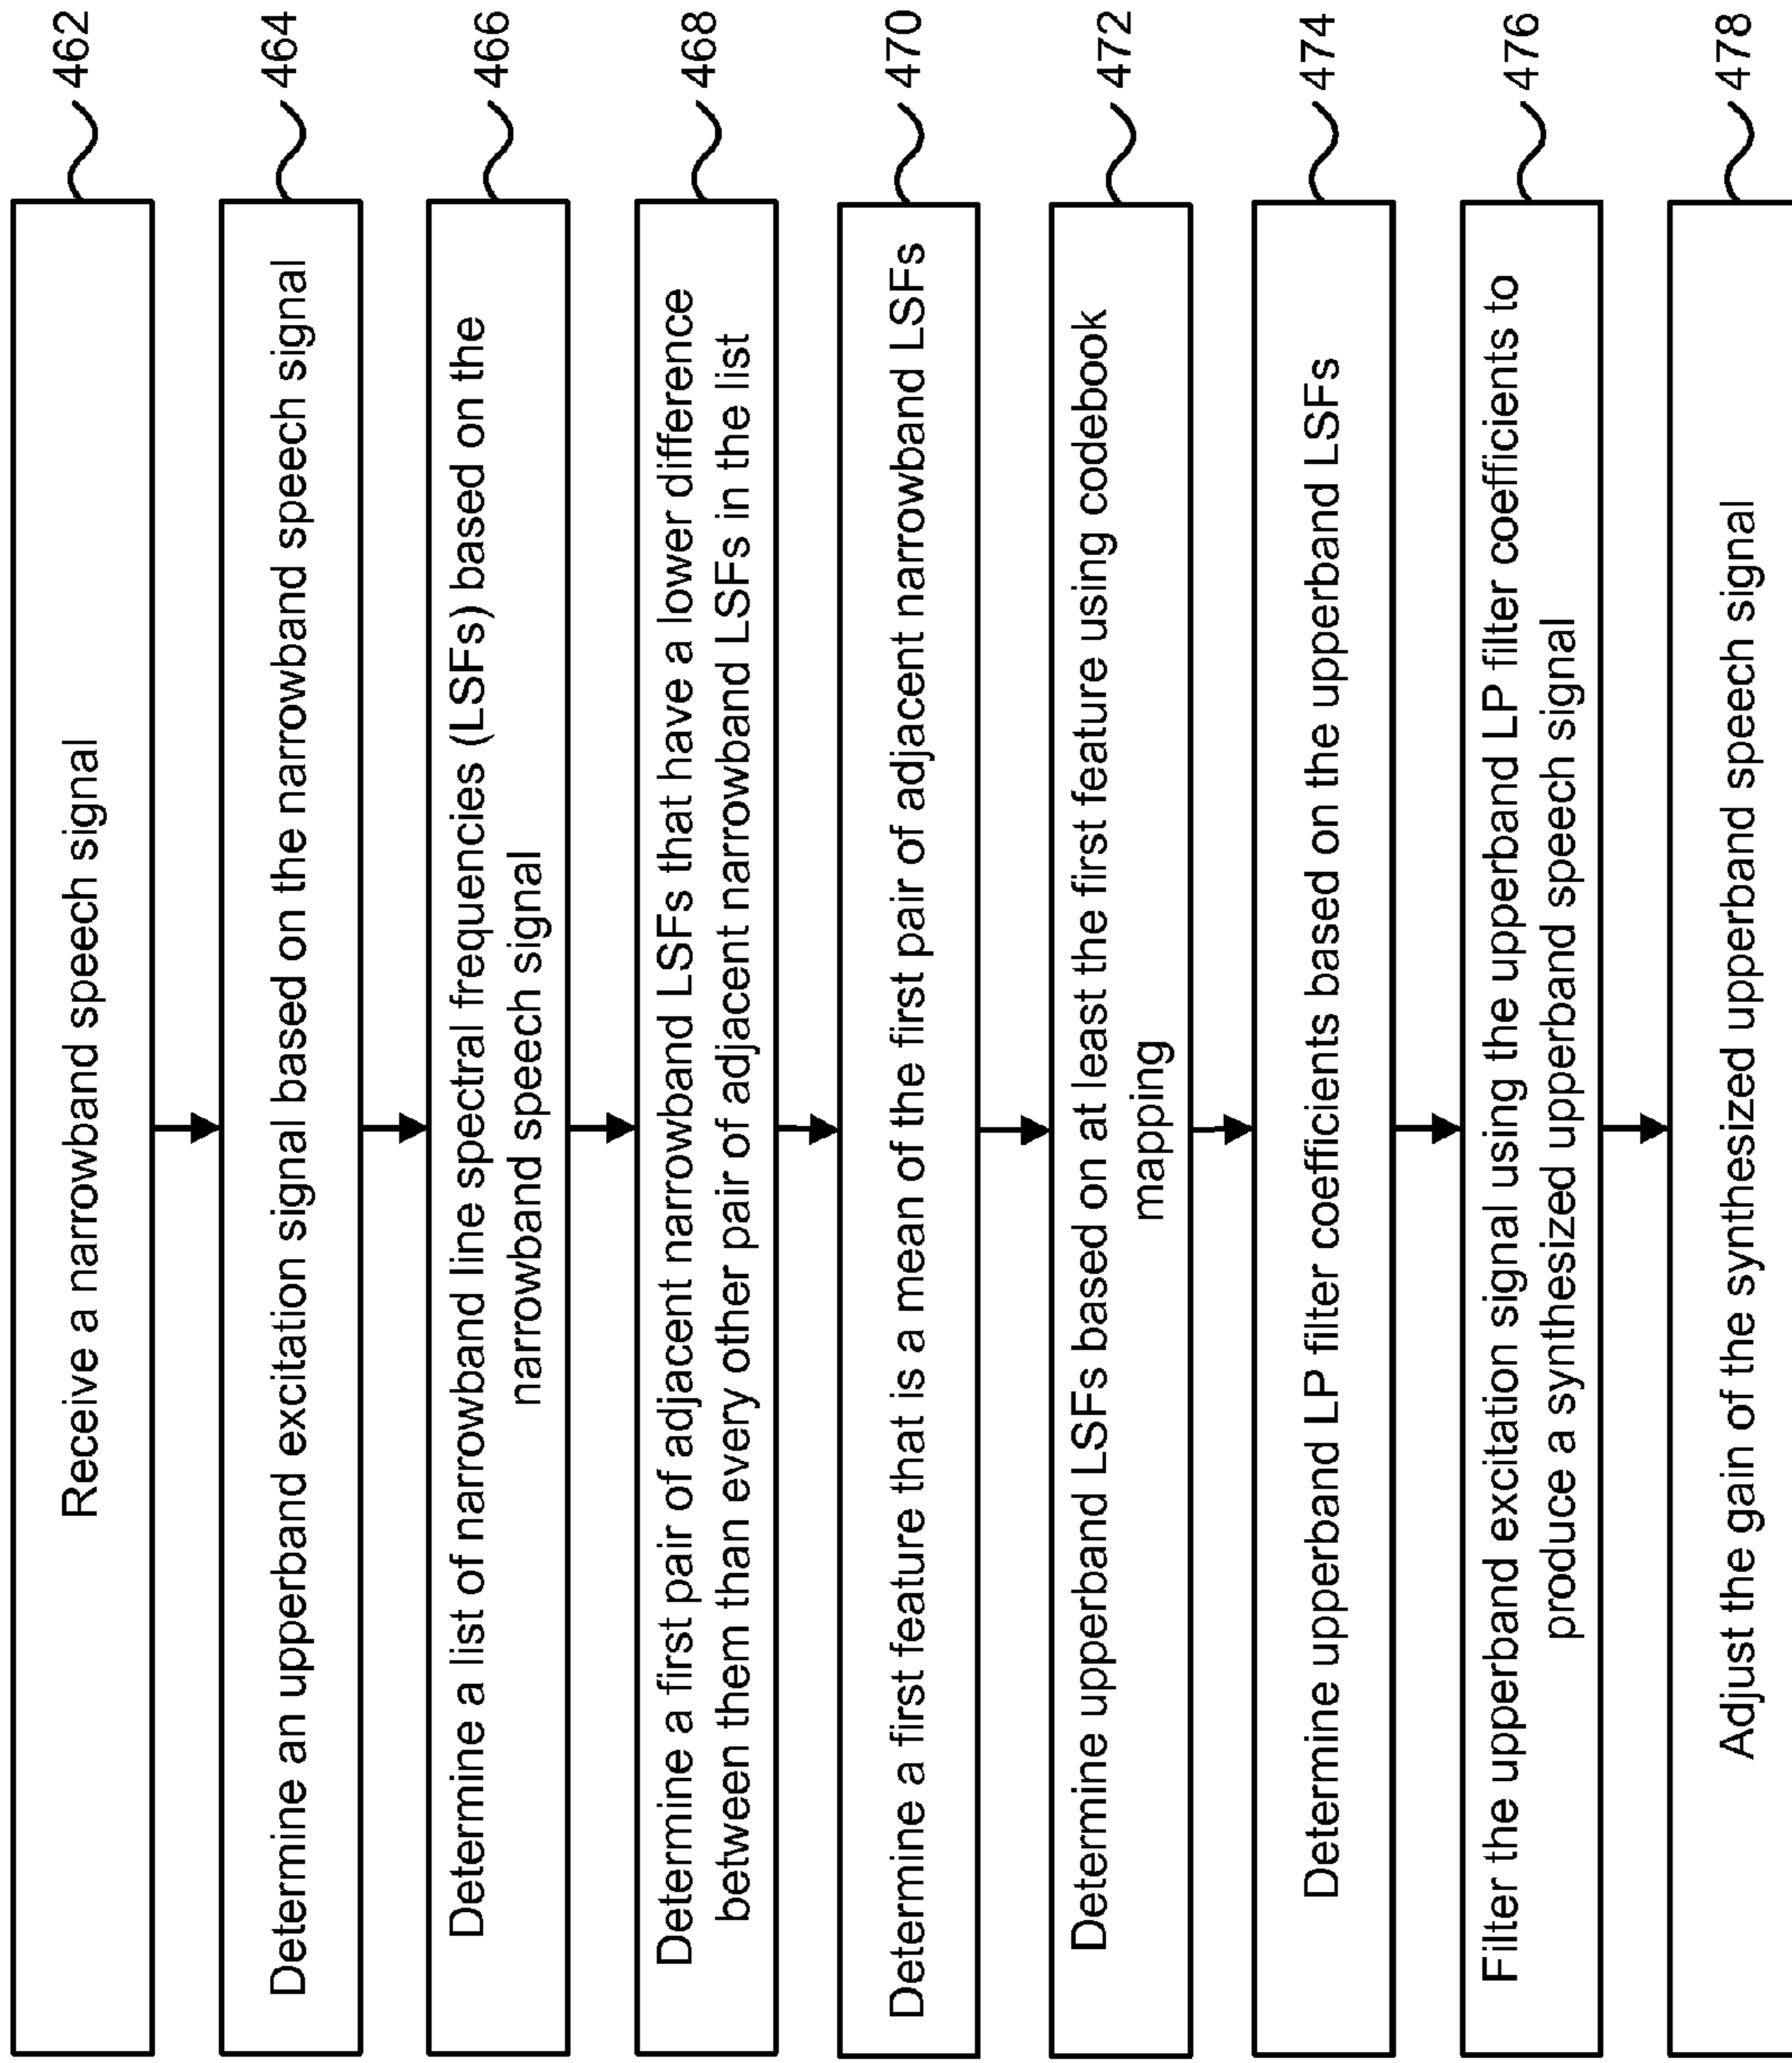 Receive a narrowband speech signal
462
Determine an upperband excitation signal based on the narrowband speech signal
464
Determine a list of narrowband line spectral frequencies (LSFs) based on the
narrowband speech signal
466
Determine a first pair of adjacent narrowband LSFs that have a lower difference
between them than every other pair of adjacent narrowband LSFs in the list
468
Determine a first feature that is a mean of the first pair of adjacent narrowband LSFs
470
Determine upperband LSFs based on at least the first feature using codebook
mapping
472
Determine upperband LP filter coefficients based on the upperband LSFs
474
Filter the upperband excitation signal using the upperband LP filter coefficients to
produce a synthesized upperband speech signal
476
Adjust the gain of the synthesized upperband speech signal
478